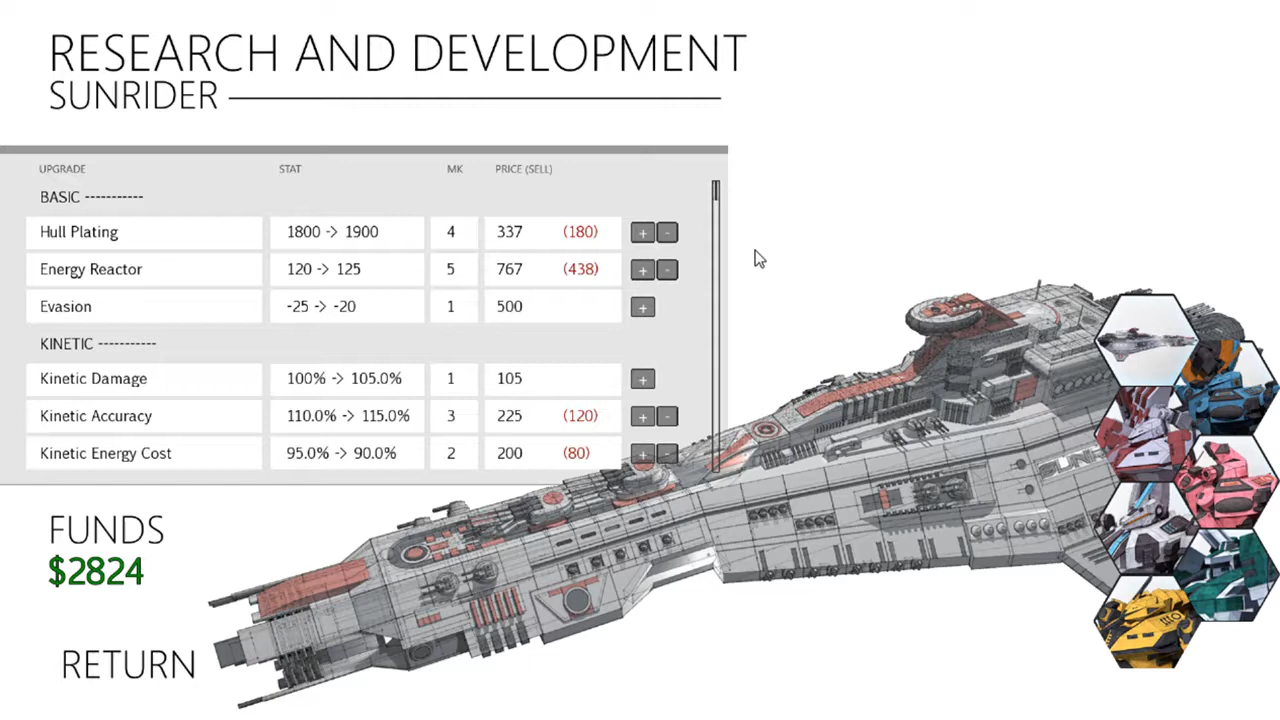 RESEARCH AND DEVELOPMENT
SUNRIDER
UPGRADE STAT MK PRICE (SELL)
BASIC -----------
Hull Plating 1800 -> 1900 4 337 (180) + -
Energy Reactor 120 -> 125 5 767 (438) + -
Evasion -25 -> -20 1 500 +
KINETIC -----------
Kinetic Damage 100% -> 105.0% 1 105 +
Kinetic Accuracy 110.0% -> 115.0% 3 225 (120) + -
Kinetic Energy Cost 95.0% -> 90.0% 2 200 (80) + -
FUNDS
$2824
RETURN